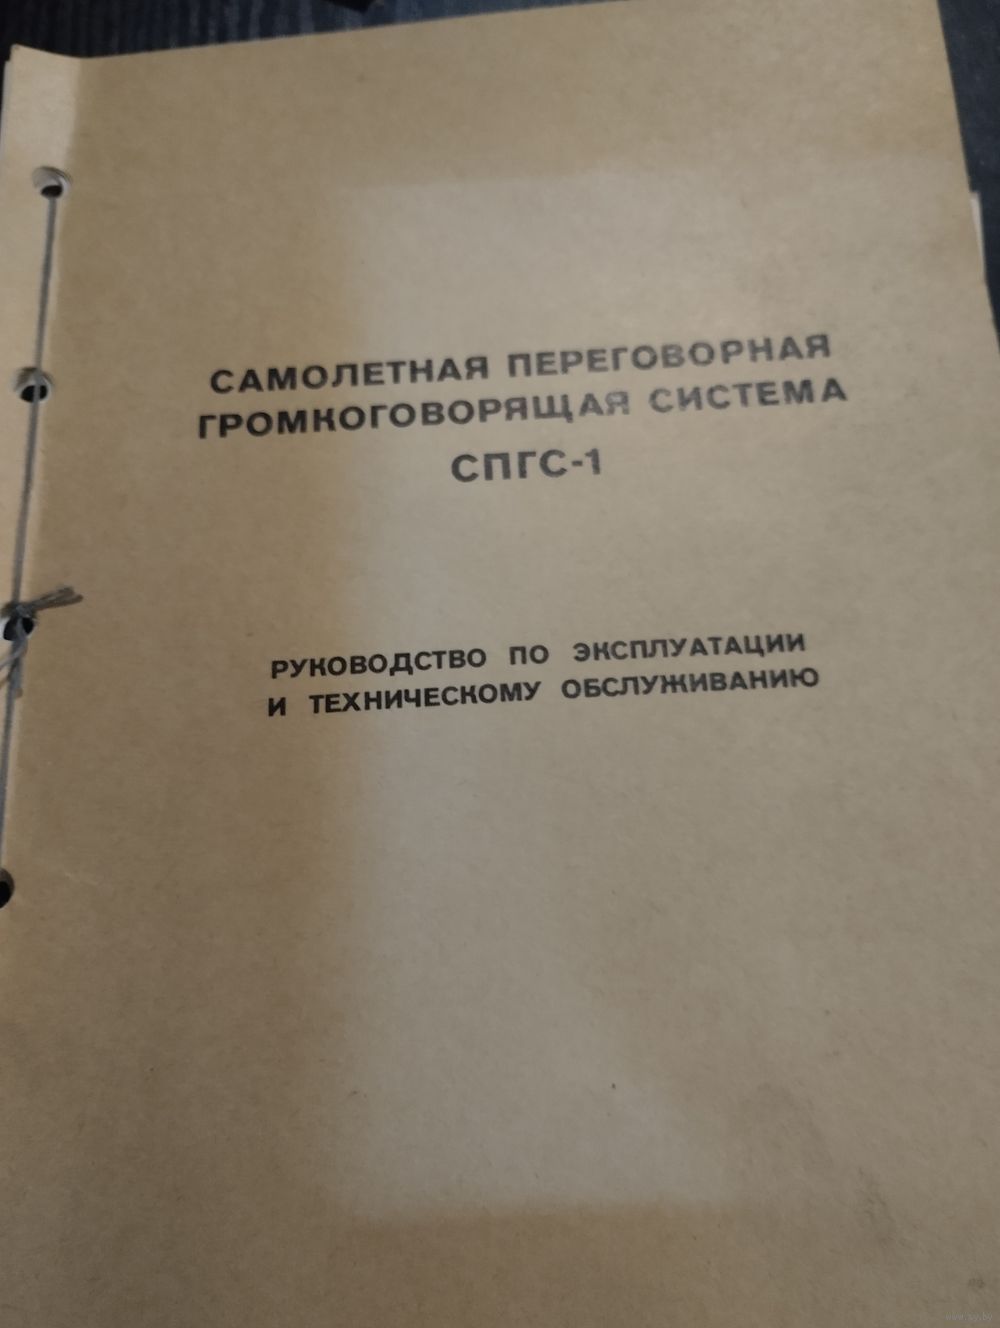 САМОЛЕТНАЯ ПЕРЕГОВОРНАЯ
ГРОМКОГОВОРЯЩАЯ СИСТЕМА
СПГС-1
РУКОВОДСТВО ПО ЭКСПЛУАТАЦИИ
И ТЕХНИЧЕСКОМУ ОБСЛУЖИВАНИЮ